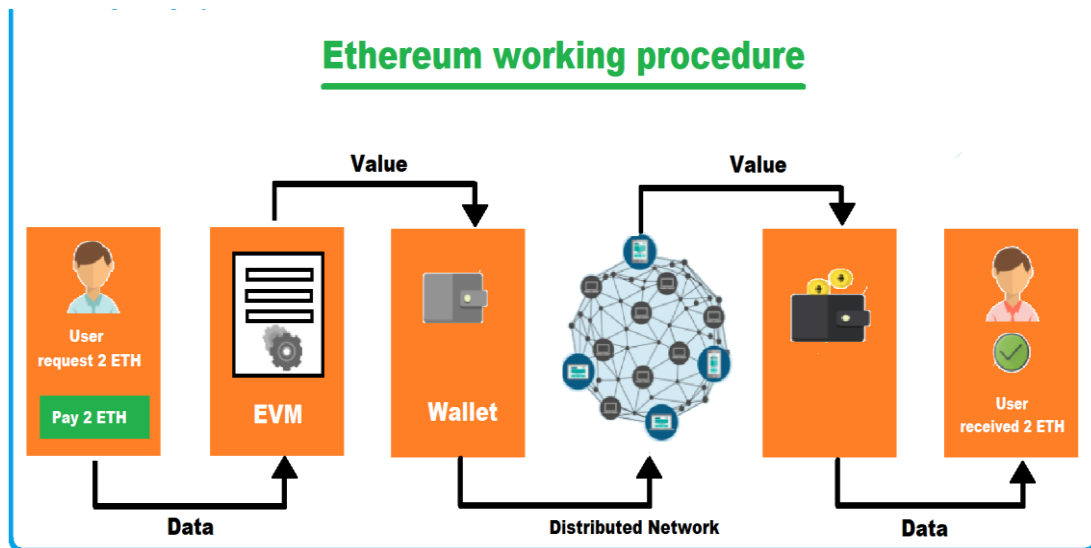 Ethereum working procedure
Value
Value
User
request 2 ETH
Pay 2 ETH
EVM
Wallet
User
received 2 ETH
Data
Distributed Network
Data